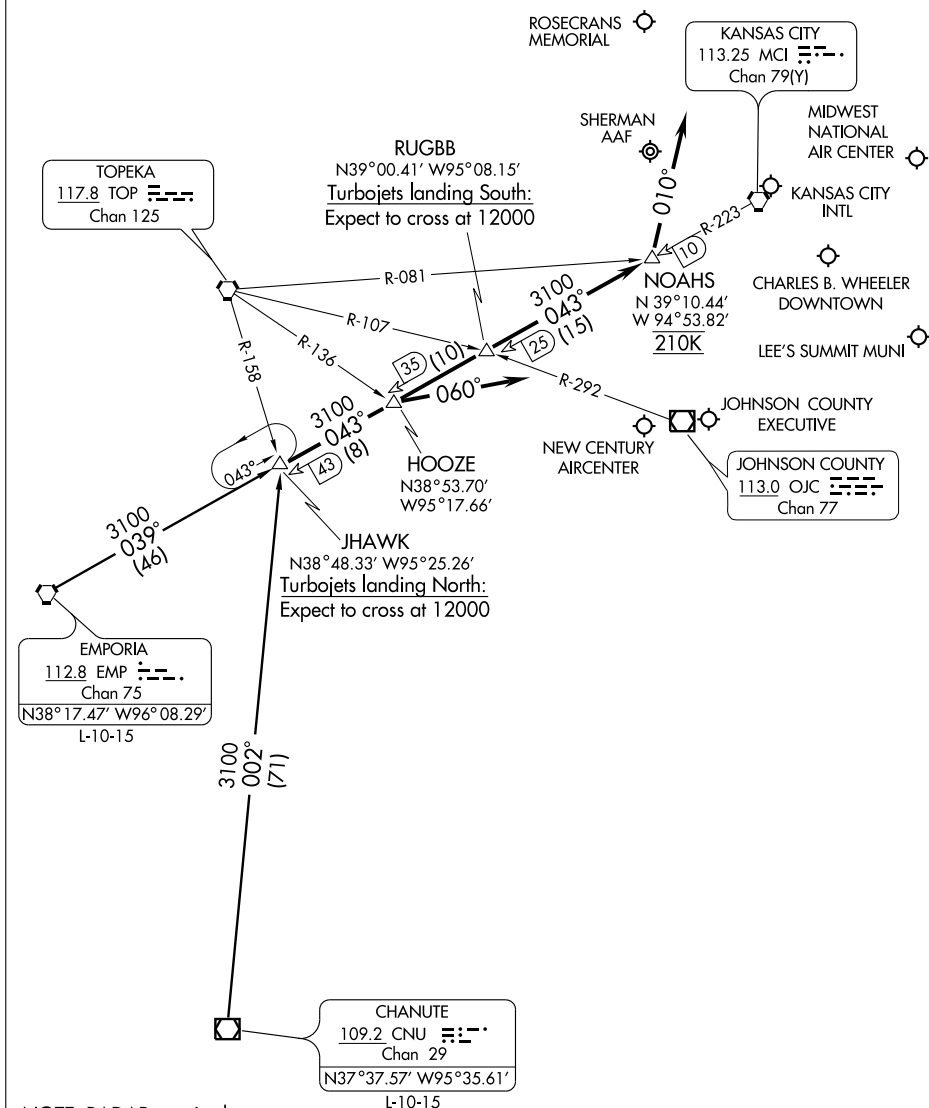 ROSECRANS
MEMORIAL
KANSAS CITY
113.25 MCI
Chan 79(Y)
SHERMAN
AAF
MIDWEST
NATIONAL
AIR CENTER
RUGBB
N39°00.41' W95°08.15'
Turbojets landing South:
Expect to cross at 12000
TOPEKA
117.8 TOP
Chan 125
010°
R-223
10
KANSAS CITY
INTL
R-081
NOAHS
N 39°10.44'
W 94°53.82'
210K
CHARLES B. WHEELER
DOWNTOWN
3100
043°
(15)
25
R-107
R-136
R-158
35
(10)
LEE'S SUMMIT MUNI
060°
R-292
3100
043°
(8)
43
043°
HOOZE
N38°53.70'
W95°17.66'
NEW CENTURY
AIRCENTER
JOHNSON COUNTY
EXECUTIVE
JOHNSON COUNTY
113.0 OJC
Chan 77
3100
039°
(46)
JHAWK
N38°48.33' W95°25.26'
Turbojets landing North:
Expect to cross at 12000
EMPORIA
112.8 EMP
Chan 75
N38°17.47' W96°08.29'
L-10-15
3100
002°
(71)
CHANUTE
109.2 CNU
Chan 29
N37°37.57' W95°35.61'
L-10-15